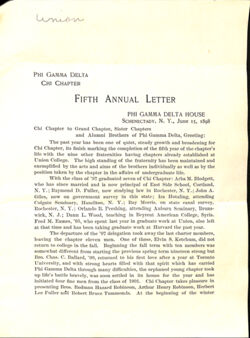 Union
PHI GAMMA DELTA
CHI CHAPTER
FIFTH ANNUAL LETTER
PHI GAMMA DELTA HOUSE
SCHENECTADY, N. Y., June 15, 1898
Chi Chapter to Grand Chapter, Sister Chapters
and Alumni Brothers of Phi Gamma Delta, Greeting:
The past year has been one of quiet, steady growth and broadening for
Chi Chapter, its finish marking the completion of the fifth year of the chapter's
life with the nine other fraternities having chapters already established at
Union College. The high standing of the fraternity has been maintained and
exemplified by the acts and aims of the brothers individually as well as by the
position taken by the chapter in the affairs of undergraduate life.
With the class of '97 graduated seven of Chi Chapter: Arln M. Blodgett,
who has since married and is now principal of East Side School, Cortland,
N. Y.; Raymond D. Fuller, now studying law in Rochester, N. Y.; John A.
Giles, now on government survey in this state; Ira Hotaling, attending
Colgate Seminary, Hamilton, N. Y.; Roy Morris, on state canal survey,
Rochester, N. Y.; Orlando B. Pershing, attending Auburn Seminary, Brunswick,
N. J.; Dann L. Wood, teaching in Beyreut American College, Syria.
Fred M. Eames, '95, who spent last year in graduate work at Union, also left
at that time and has been taking graduate work at Harvard the past year.
The departure of the '97 delegation took away the last charter members,
leaving the chapter eleven men. One of these, Elvin S. Ketchum, did not
return to college in the fall. Beginning the fall term with ten members was
somewhat different from starting the previous spring term nineteen strong but
Bro. Chas. C. Ballard, '99, returned to his first love after a year at Toronto
University, and with strong hearts filled with that spirit which has carried
Phi Gamma Delta through many difficulties, the orphaned young chapter took
up life's battle bravely, was soon settled in its house for the year and has
initiated four fine men from the class of 1901. Chi Chapter takes pleasure in
presenting Bros. Rodman Hazard Robinson, Arthur Henry Robinson, Herbert
Lee Fuller and Robert Bruce Tummonds. At the beginning of the winter